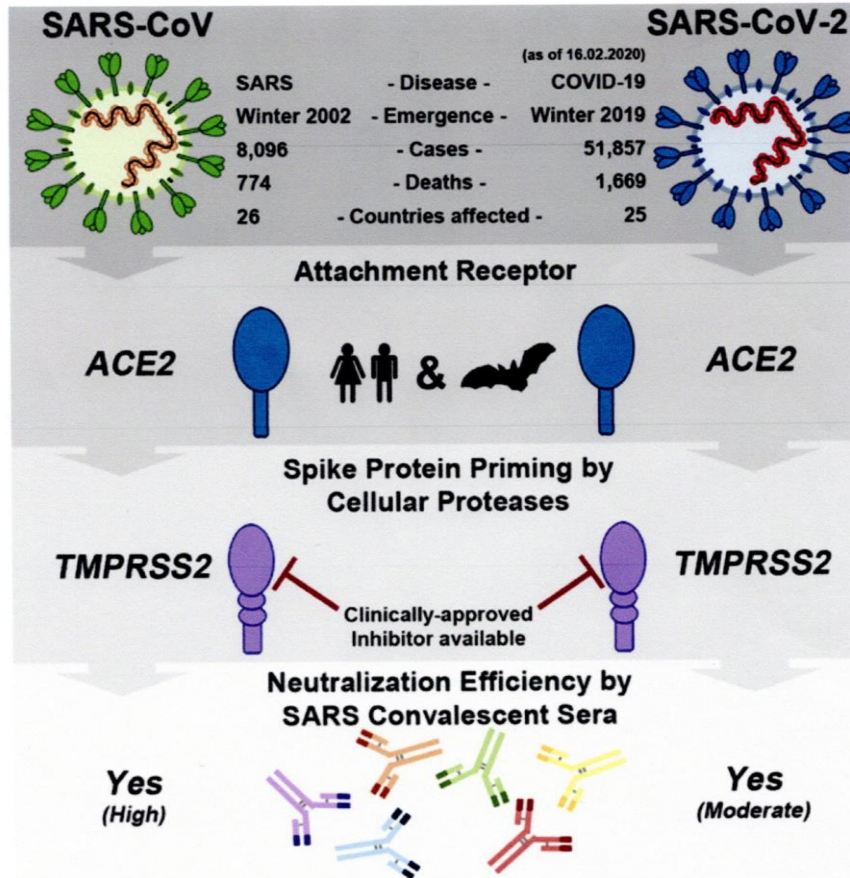 SARS-CoV
SARS-CoV-2
(as of 16.02.2020)
SARS - Disease - COVID-19
Winter 2002 - Emergence - Winter 2019
8,096 - Cases - 51,857
774 - Deaths - 1,669
26 - Countries affected - 25
Attachment Receptor
ACE2 & ACE2
Spike Protein Priming by
Cellular Proteases
TMPRSS2 TMPRSS2
Clinically-approved
Inhibitor available
Neutralization Efficiency by
SARS Convalescent Sera
Yes Yes
(High) (Moderate)